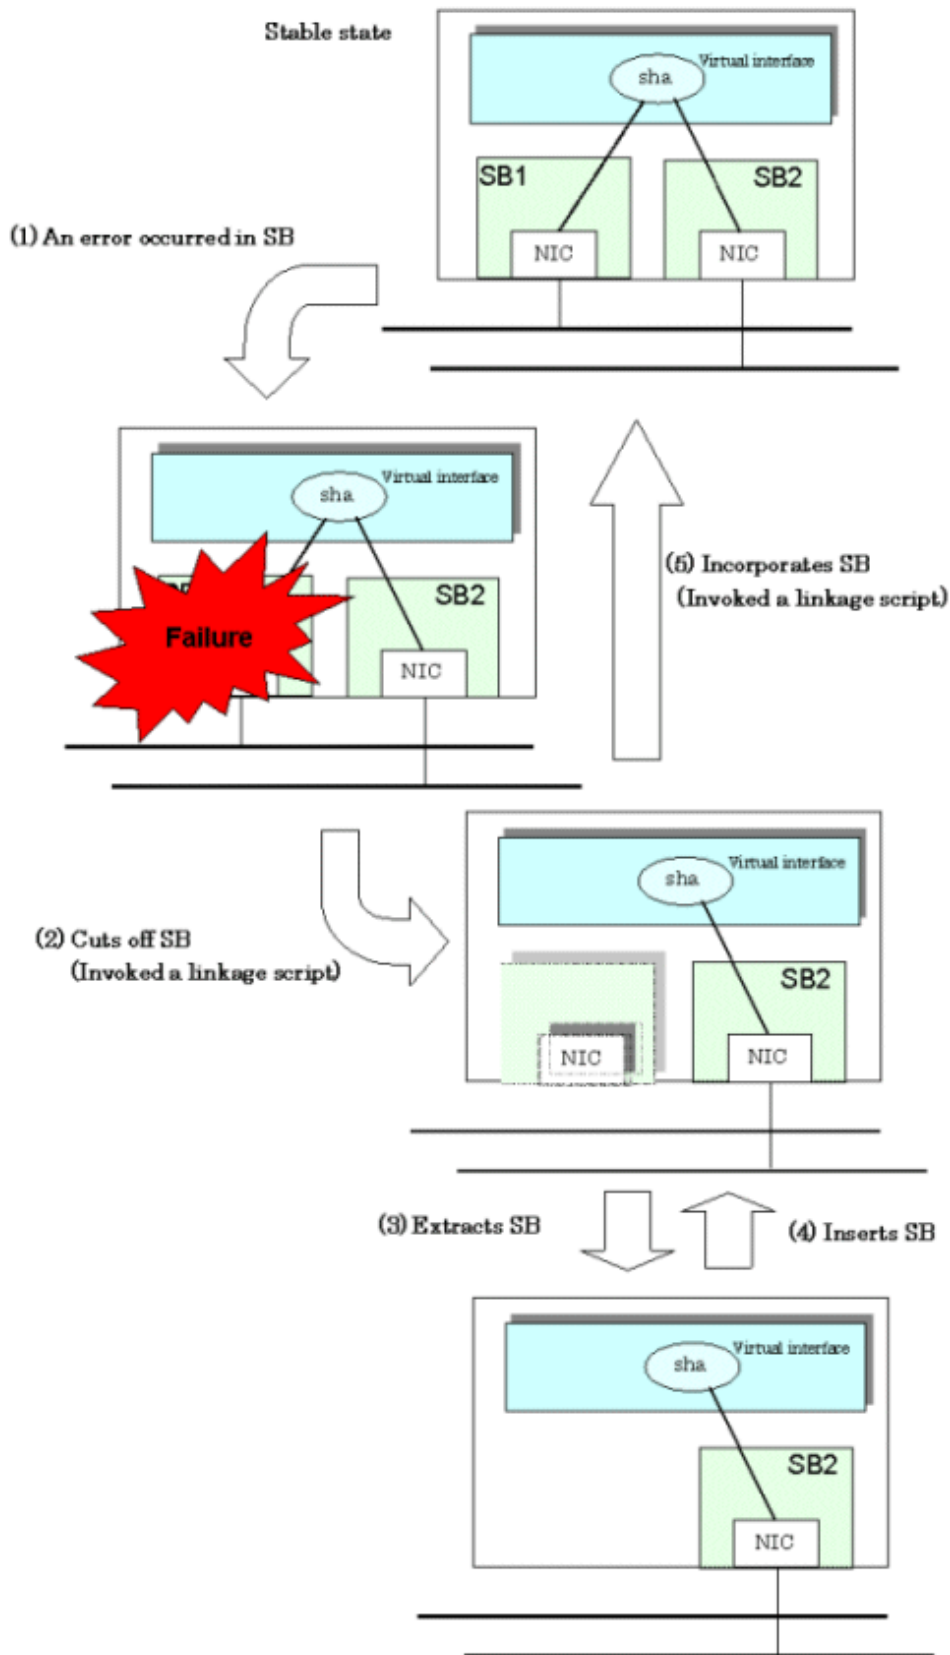 Stable state
Virtual interface
sha
SB1
SB2
NIC
NIC
(1) An error occurred in SB
Virtual interface
sha
SB2
Failure
NIC
(5) Incorporates SB
(Invoked a linkage script)
Virtual interface
sha
(2) Cuts off SB
(Invoked a linkage script)
SB2
NIC
NIC
(3) Extracts SB
(4) Inserts SB
Virtual interface
sha
SB2
NIC